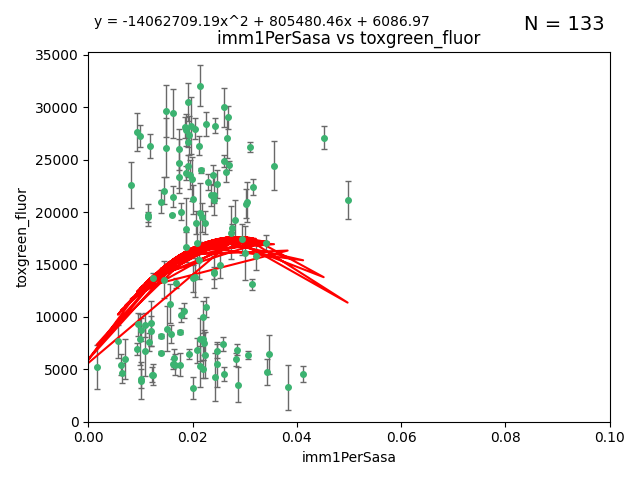 y = -14062709.19x^2 + 805480.46x + 6086.97
N = 133
imm1PerSasa vs toxgreen_fluor
35000
30000
25000
20000
15000
10000
5000
0
toxgreen_fluor
0.00 0.02 0.04 0.06 0.08 0.10
imm1PerSasa